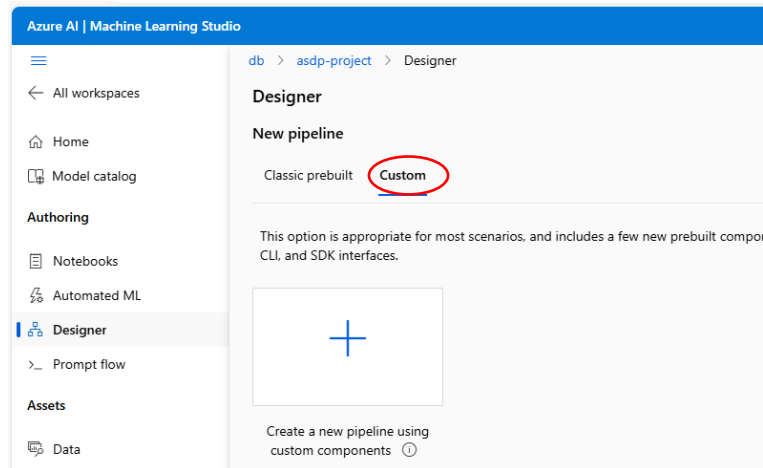 Azure AI | Machine Learning Studio
db > asdp-project > Designer
All workspaces
Designer
Home
New pipeline
Model catalog
Classic prebuilt
Custom
Authoring
This option is appropriate for most scenarios, and includes a few new prebuilt
CLI, and SDK interfaces.
Notebooks
Automated ML
Designer
>_ Prompt flow
Assets
Create a new pipeline using
custom components
Data